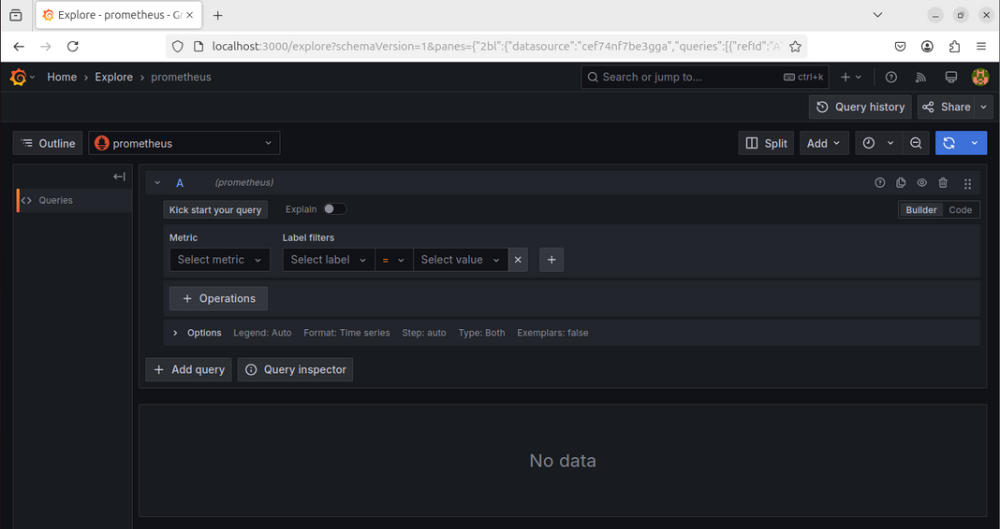 Explore - prometheus - Gr
localhost:3000/explore?schemaVersion=1&panes={"2bl":{"datasource":"cef74nf7be3gga","queries":[{"refId":"A
Home > Explore > prometheus
Search or jump to...
ctrl+k
Query history
Share
Outline
prometheus
Split
Add
Queries
A (prometheus)
Kick start your query
Explain
Builder
Code
Metric
Label filters
Select metric
Select label
=
Select value
+ Operations
Options Legend: Auto Format: Time series Step: auto Type: Both Exemplars: false
+ Add query
Query inspector
No data